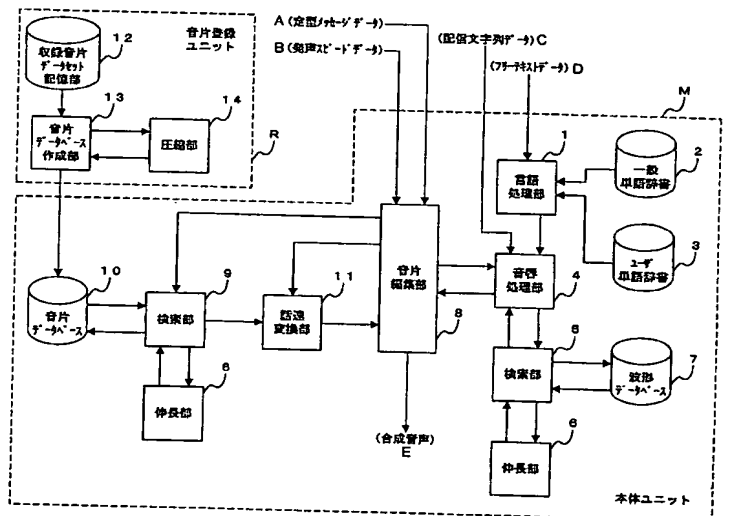 音片登録
ユニット
12
収録音片
データセット
記憶部
13
音片
データベース
作成部
14
圧縮部
R
A (定型メッセージデータ)
B (発声スピードデータ)
(配信文字列データ) C
(フリーテキストデータ) D
M
1
言語
処理部
2
一般
単語辞書
3
ユーザ
単語辞書
10
音片
データベース
9
検索部
11
話速
変換部
音片
編集部
8
音響
処理部
4
6
検索部
7
波形
データベース
6
伸長部
6
伸長部
(合成音声)
E
本体ユニット